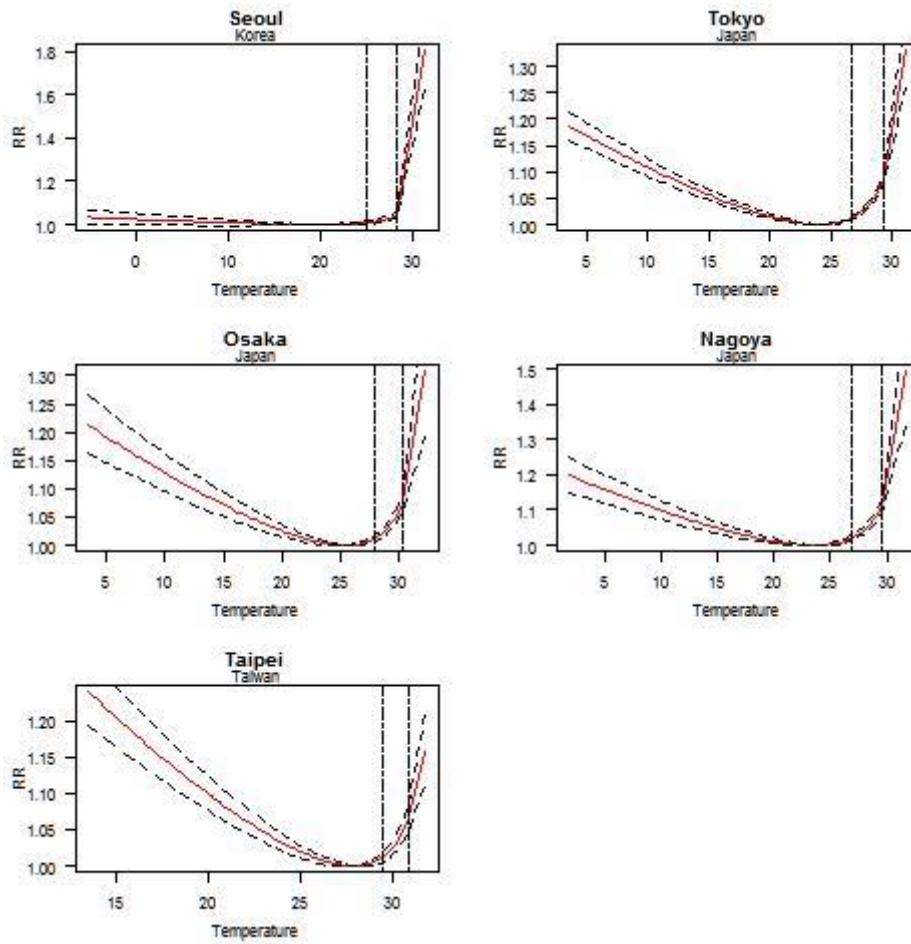 Seoul
Korea
RR
1.8
1.6
1.4
1.2
1.0
0 10 20 30
Temperature
Tokyo
Japan
RR
1.30
1.25
1.20
1.15
1.10
1.05
1.00
5 10 15 20 25 30
Temperature
Osaka
Japan
RR
1.30
1.25
1.20
1.15
1.10
1.05
1.00
5 10 15 20 25 30
Temperature
Nagoya
Japan
RR
1.5
1.4
1.3
1.2
1.1
1.0
5 10 15 20 25 30
Temperature
Taipei
Taiwan
RR
1.20
1.15
1.10
1.05
1.00
15 20 25 30
Temperature